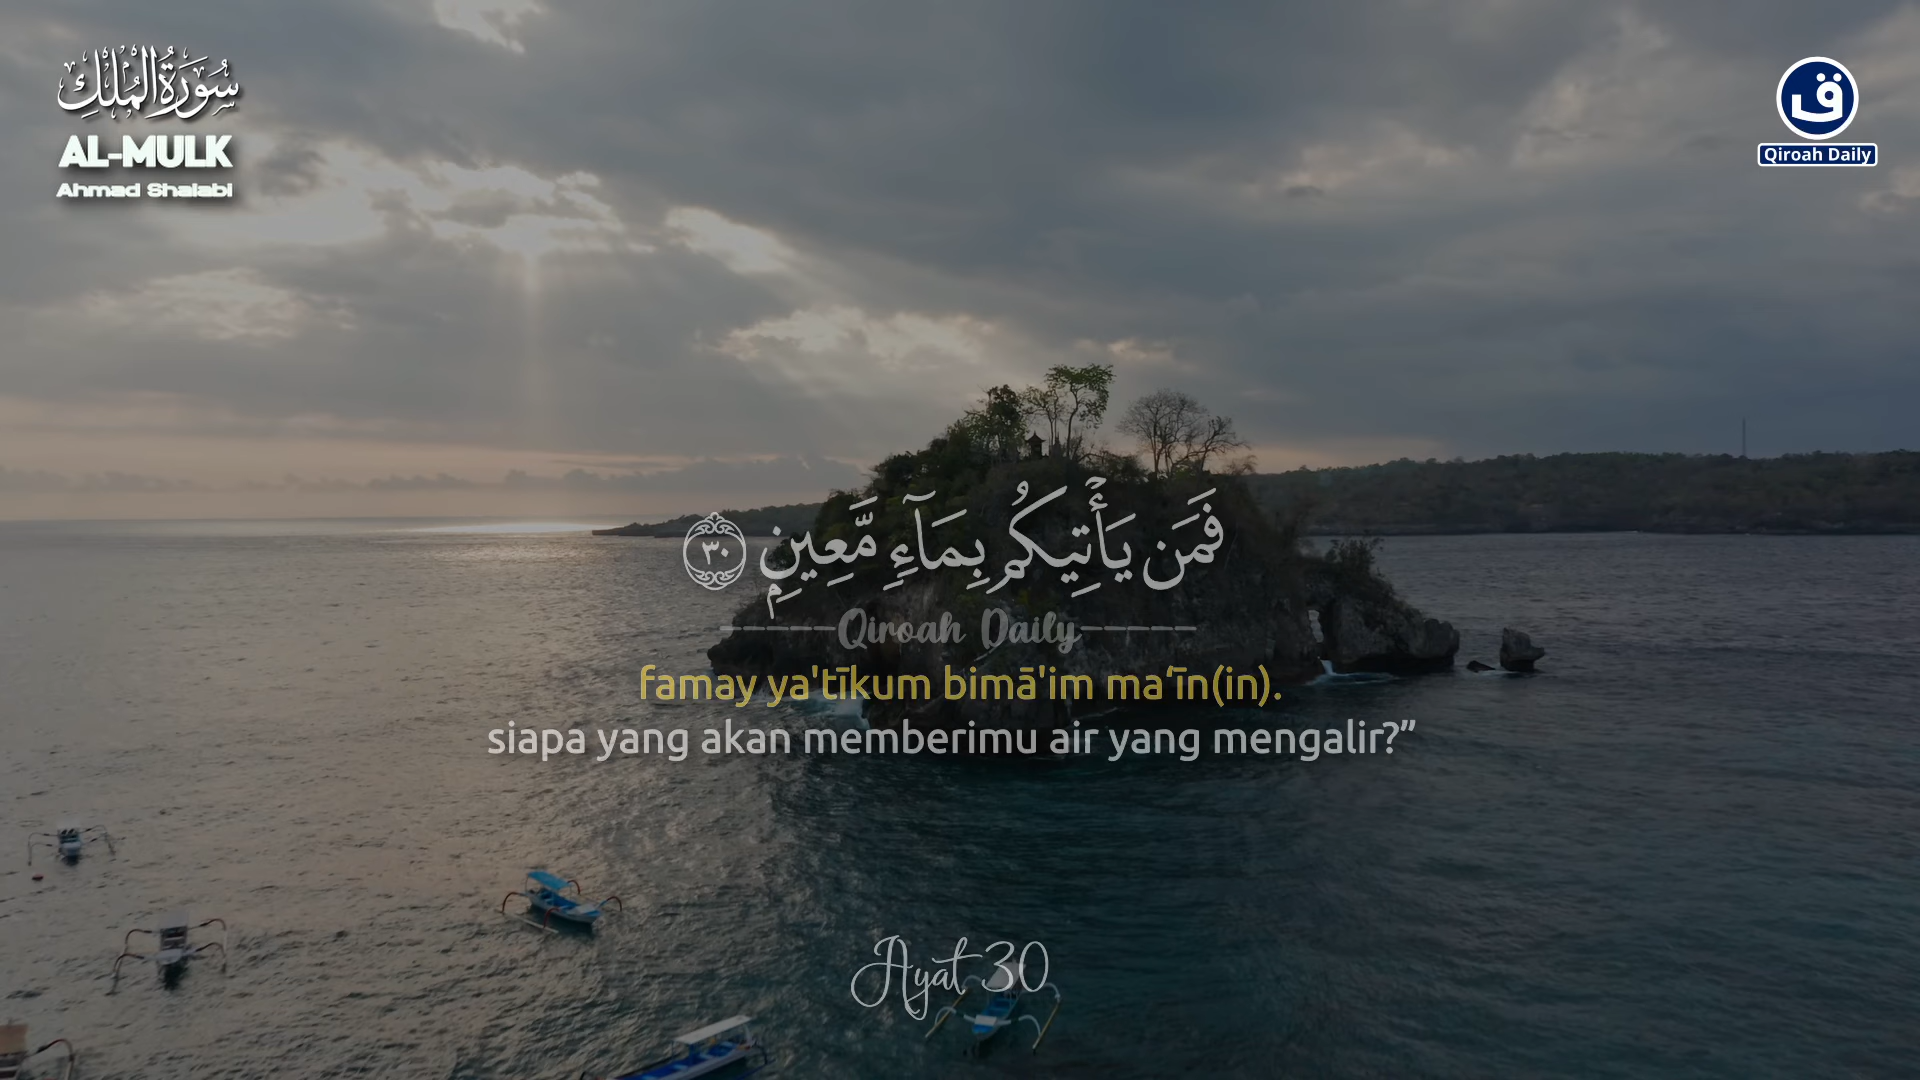 سُورَةُ الْمُلْكِ
AL-MULK
Ahmad Shalabi
ق
Qiroah Daily
فَمَن يَأْتِيكُم بِمَآءٍ مَّعِينٍۭ ٣٠
-----Qiroah Daily-----
famay ya'tīkum bimā'im ma‘īn(in).
siapa yang akan memberimu air yang mengalir?”
Ayat 30